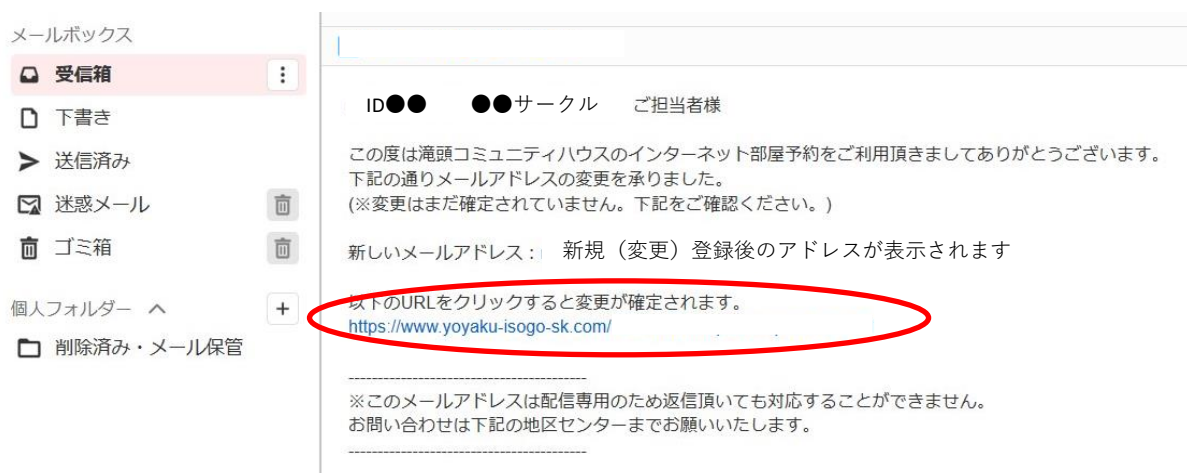 メールボックス
受信箱
下書き
送信済み
迷惑メール
ゴミ箱
個人フォルダー
削除済み・メール保管
ID●● ●●サークル ご担当者様
この度は滝頭コミュニティハウスのインターネット部屋予約をご利用頂きましてありがとうございます。
下記の通りメールアドレスの変更を承りました。
(※変更はまだ確定されていません。下記をご確認ください。)
新しいメールアドレス： 新規（変更）登録後のアドレスが表示されます
以下のURLをクリックすると変更が確定されます。
https://www.yoyaku-isogo-sk.com/
----------------------------------------
※このメールアドレスは配信専用のため返信頂いても対応することができません。
お問い合わせは下記の地区センターまでお願いいたします。
----------------------------------------